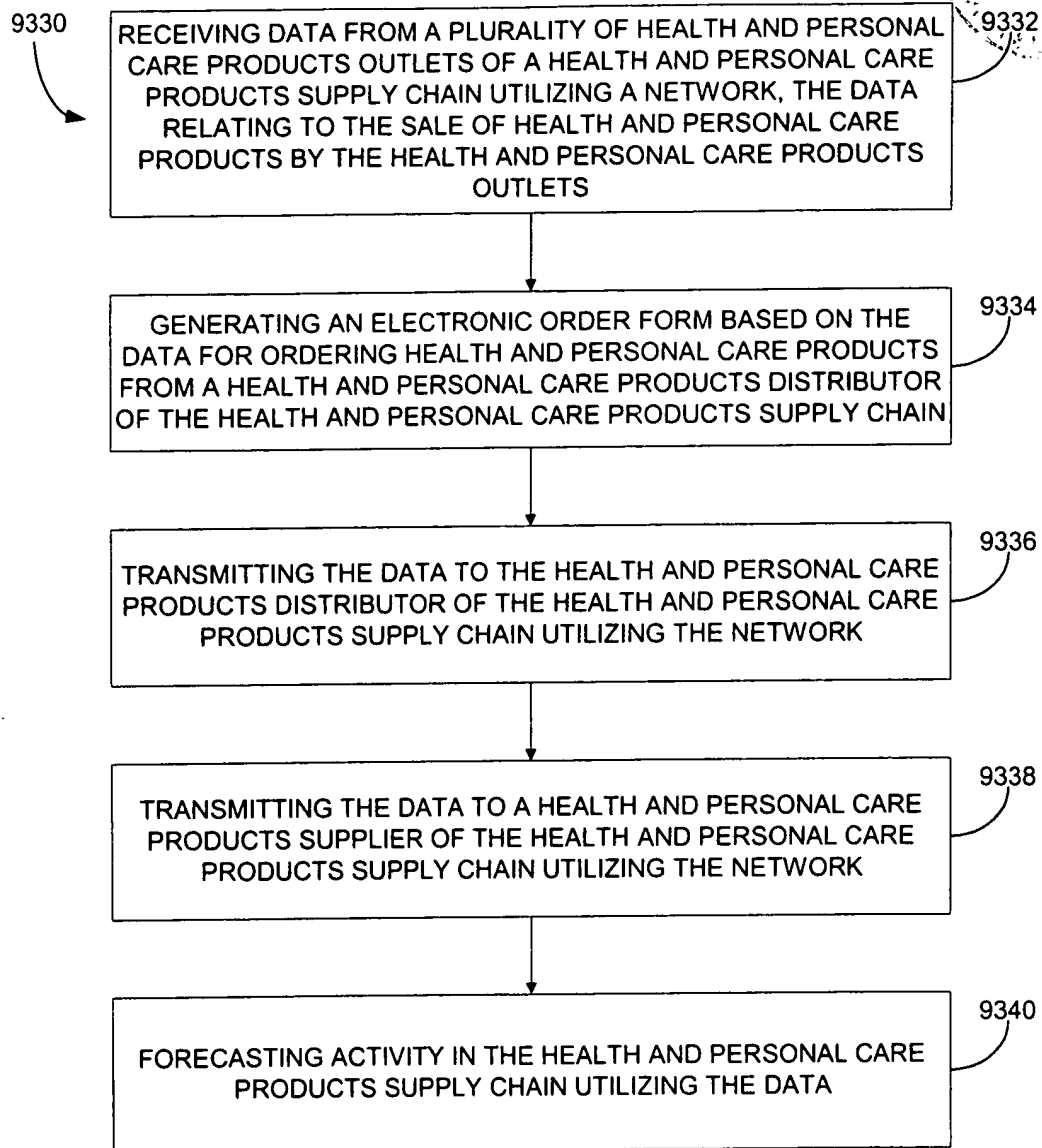 9330
9332
RECEIVING DATA FROM A PLURALITY OF HEALTH AND PERSONAL
CARE PRODUCTS OUTLETS OF A HEALTH AND PERSONAL CARE
PRODUCTS SUPPLY CHAIN UTILIZING A NETWORK, THE DATA
RELATING TO THE SALE OF HEALTH AND PERSONAL CARE
PRODUCTS BY THE HEALTH AND PERSONAL CARE PRODUCTS
OUTLETS
9334
GENERATING AN ELECTRONIC ORDER FORM BASED ON THE
DATA FOR ORDERING HEALTH AND PERSONAL CARE PRODUCTS
FROM A HEALTH AND PERSONAL CARE PRODUCTS DISTRIBUTOR
OF THE HEALTH AND PERSONAL CARE PRODUCTS SUPPLY CHAIN
9336
TRANSMITTING THE DATA TO THE HEALTH AND PERSONAL CARE
PRODUCTS DISTRIBUTOR OF THE HEALTH AND PERSONAL CARE
PRODUCTS SUPPLY CHAIN UTILIZING THE NETWORK
9338
TRANSMITTING THE DATA TO A HEALTH AND PERSONAL CARE
PRODUCTS SUPPLIER OF THE HEALTH AND PERSONAL CARE
PRODUCTS SUPPLY CHAIN UTILIZING THE NETWORK
9340
FORECASTING ACTIVITY IN THE HEALTH AND PERSONAL CARE
PRODUCTS SUPPLY CHAIN UTILIZING THE DATA